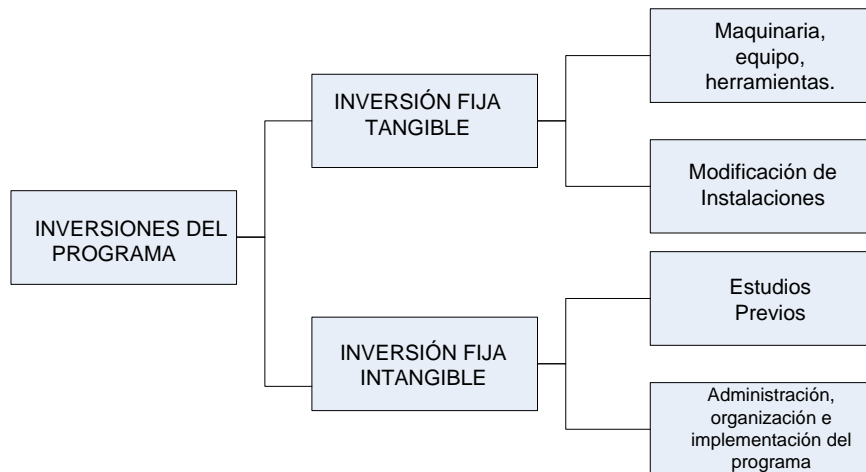 INVERSIONES DEL
PROGRAMA
INVERSIÓN FIJA
TANGIBLE
Maquinaria,
equipo,
herramientas.
Modificación de
Instalaciones
INVERSIÓN FIJA
INTANGIBLE
Estudios
Previos
Administración,
organización e
implementación del
programa